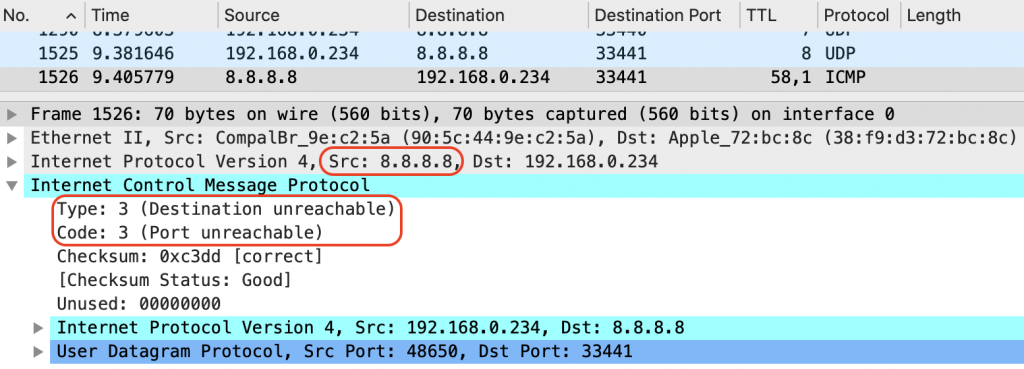 No. Time Source Destination Destination Port TTL Protocol Length
1525 9.381646 192.168.0.234 8.8.8.8 33441 8 UDP
1526 9.405779 8.8.8.8 192.168.0.234 33441 58,1 ICMP
Frame 1526: 70 bytes on wire (560 bits), 70 bytes captured (560 bits) on interface 0
Ethernet II, Src: CompalBr_9e:c2:5a (90:5c:44:9e:c2:5a), Dst: Apple_72:bc:8c (38:f9:d3:72:bc:8c)
Internet Protocol Version 4, Src: 8.8.8.8, Dst: 192.168.0.234
Internet Control Message Protocol
Type: 3 (Destination unreachable)
Code: 3 (Port unreachable)
Checksum: 0xc3dd [correct]
[Checksum Status: Good]
Unused: 00000000
Internet Protocol Version 4, Src: 192.168.0.234, Dst: 8.8.8.8
User Datagram Protocol, Src Port: 48650, Dst Port: 33441